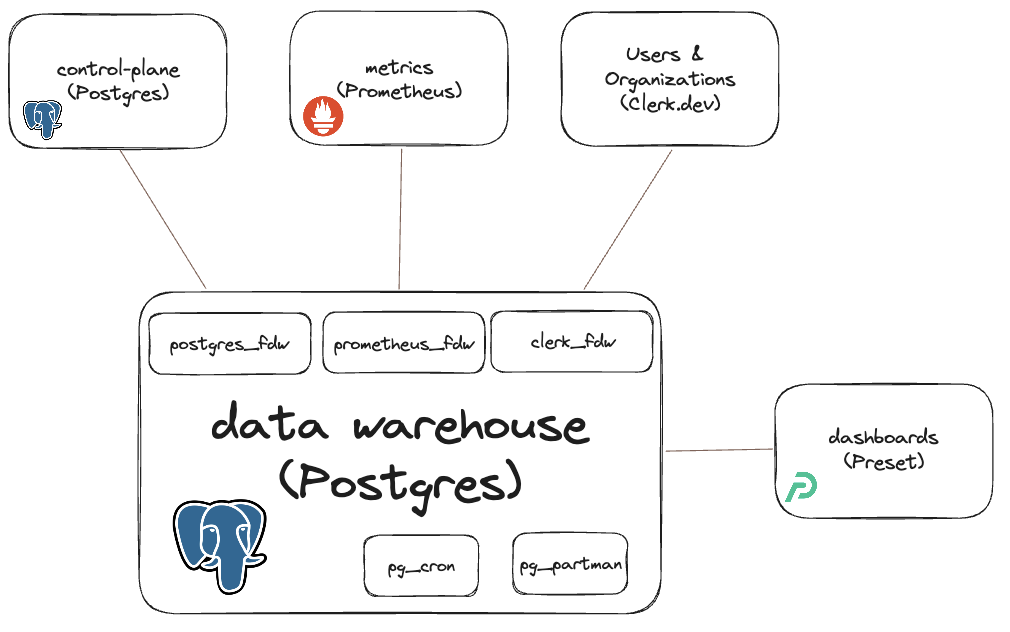 control-plane
(Postgres)
metrics
(Prometheus)
Users &
Organizations
(Clerk.dev)
postgres_fdw
prometheus_fdw
clerk_fdw
data warehouse
(Postgres)
pg_cron
pg_partman
dashboards
(Preset)